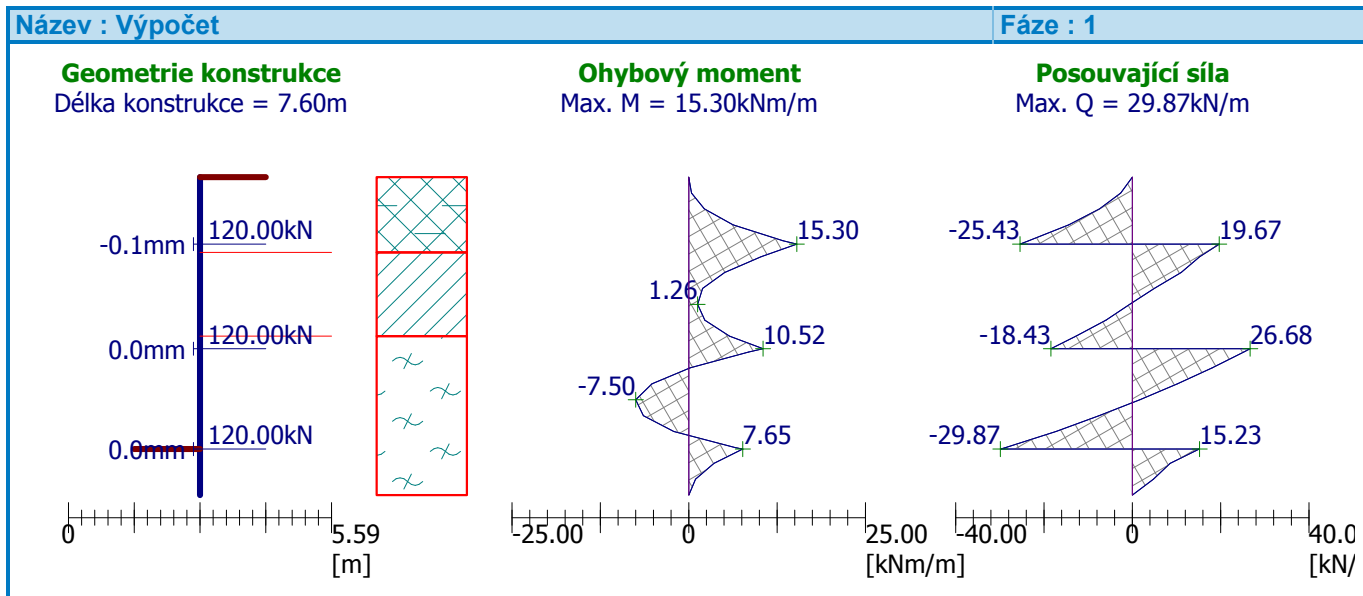 Název : Výpočet Fáze : 1
Geometrie konstrukce
Délka konstrukce = 7.60m
-0.1mm 120.00kN
0.0mm 120.00kN
0.0mm 120.00kN
0 5.59
[m]
Ohybový moment
Max. M = 15.30kNm/m
15.30
1.26
10.52
-7.50
7.65
-25.00 0 25.00
[kNm/m]
Posouvající síla
Max. Q = 29.87kN/m
-25.43 19.67
-18.43 26.68
-29.87 15.23
-40.00 0 40.0
[kN/